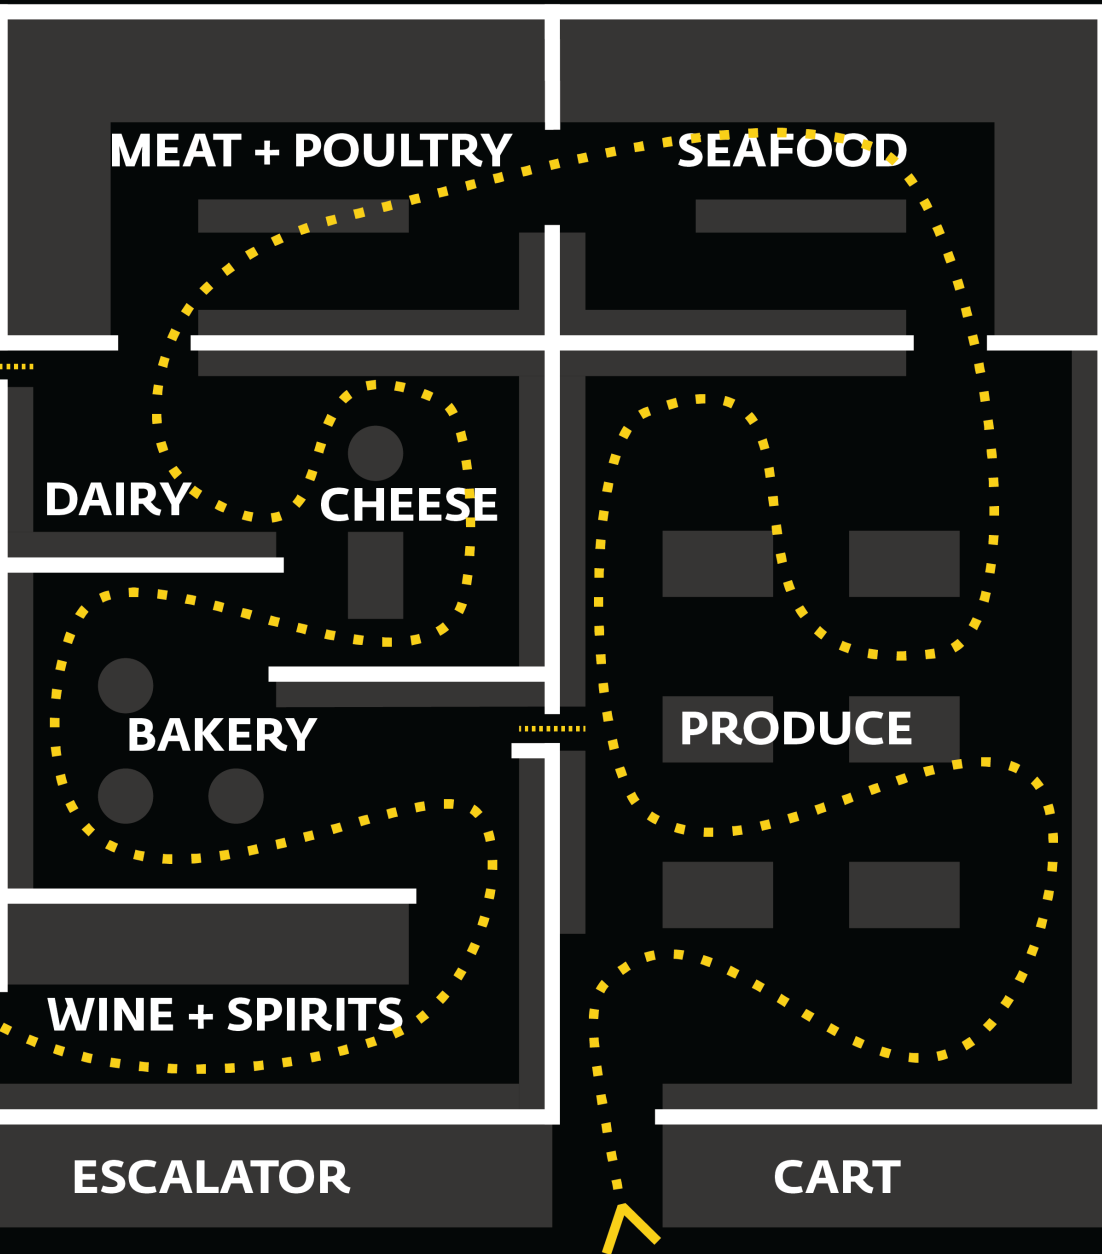 MEAT + POULTRY
SEAFOOD
DAIRY
CHEESE
BAKERY
PRODUCE
WINE + SPIRITS
ESCALATOR
CART